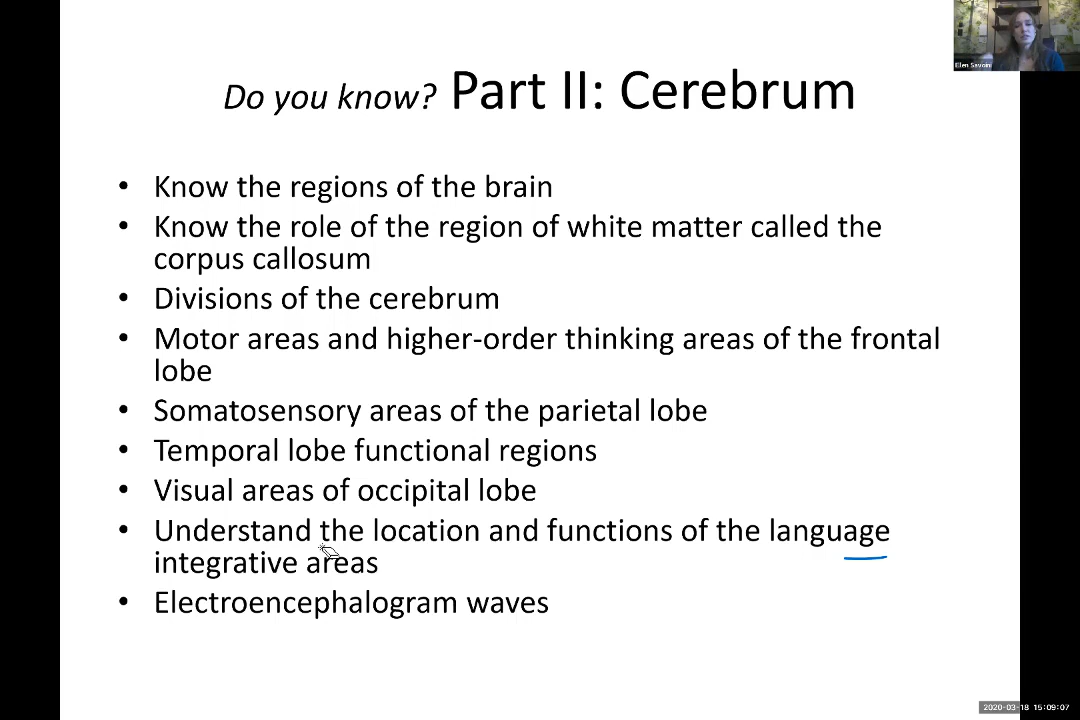 Ellen Savoini
Do you know? Part II: Cerebrum
• Know the regions of the brain
• Know the role of the region of white matter called the
corpus callosum
• Divisions of the cerebrum
• Motor areas and higher-order thinking areas of the frontal
lobe
• Somatosensory areas of the parietal lobe
• Temporal lobe functional regions
• Visual areas of occipital lobe
• Understand the location and functions of the language
integrative areas
• Electroencephalogram waves
2020-03-18 15:09:07